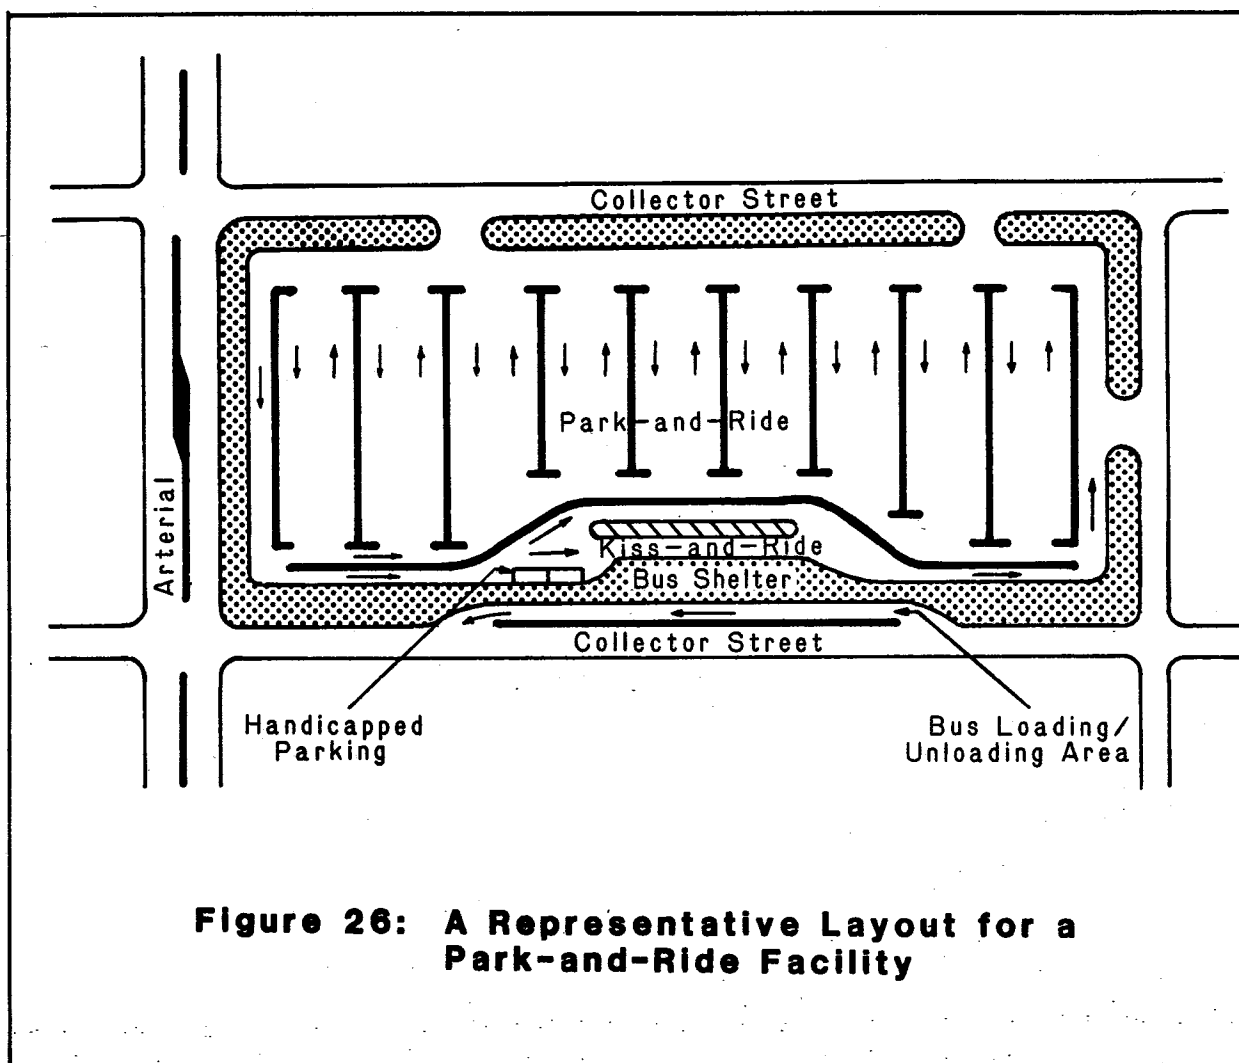 Collector Street
Park-and-Ride
Arterial
Kiss-and-Ride
Bus Shelter
Collector Street
Handicapped
Parking
Bus Loading/
Unloading Area
Figure 26: A Representative Layout for a
Park-and-Ride Facility